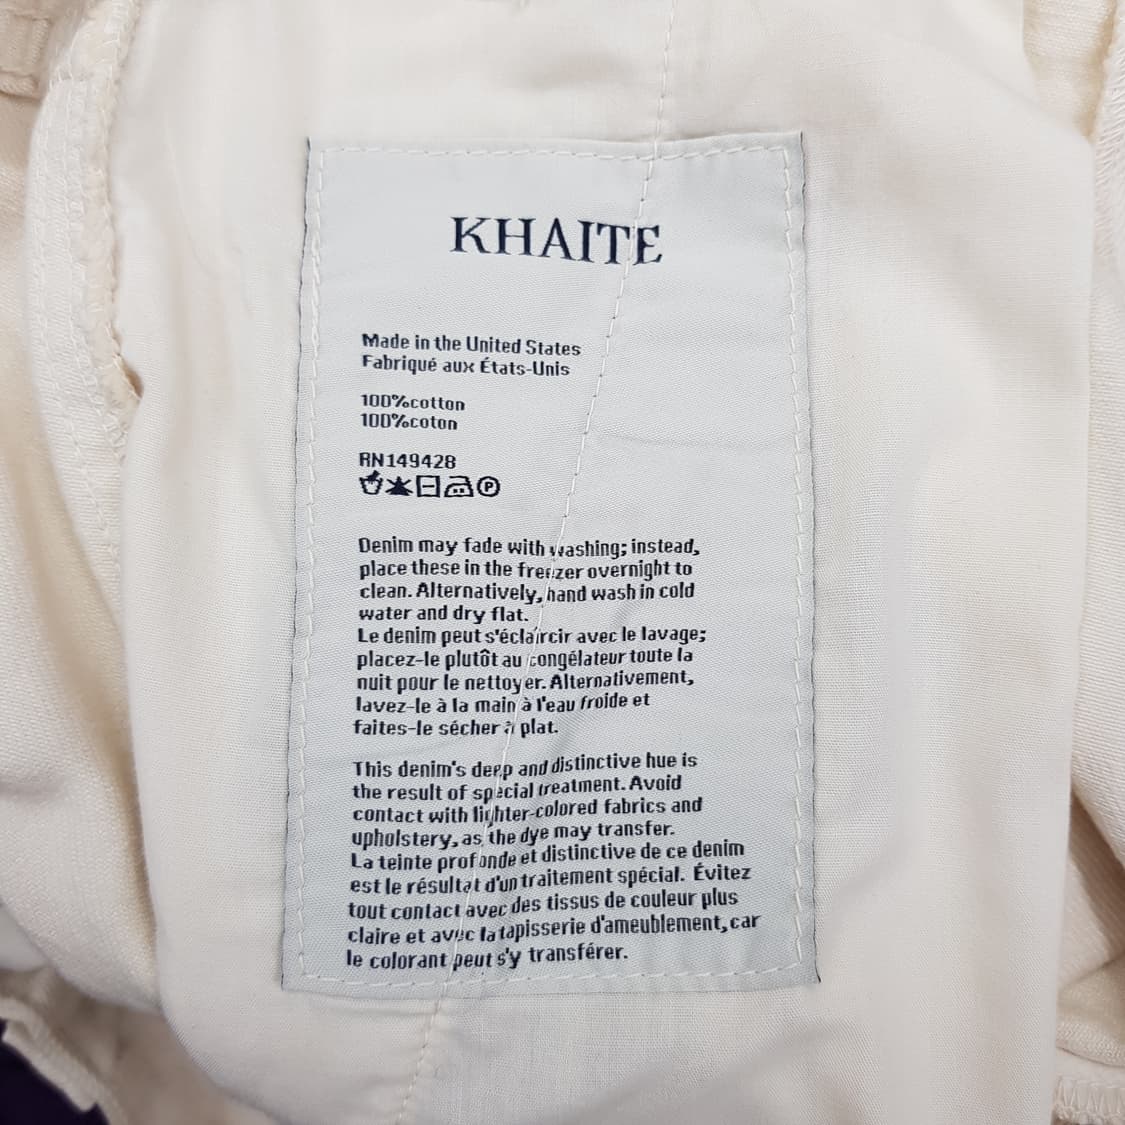 KHAITE
Made in the United States
Fabriqué aux États-Unis
100%cotton
100%coton
RN149428
P
Denim may fade with washing; instead,
place these in the freezer overnight to
clean. Alternatively, hand wash in cold
water and dry flat.
Le denim peut s'éclaircir avec le lavage;
placez-le plutôt au congélateur toute la
nuit pour le nettoyer. Alternativement,
lavez-le à la main à l'eau froide et
faites-le sécher à plat.
This denim's deep and distinctive hue is
the result of special treatment. Avoid
contact with lighter-colored fabrics and
upholstery, as the dye may transfer.
La teinte profonde et distinctive de ce denim
est le résultat d'un traitement spécial. Évitez
tout contact avec des tissus de couleur plus
claire et avec la tapisserie d'ameublement, car
le colorant peut s'y transférer.